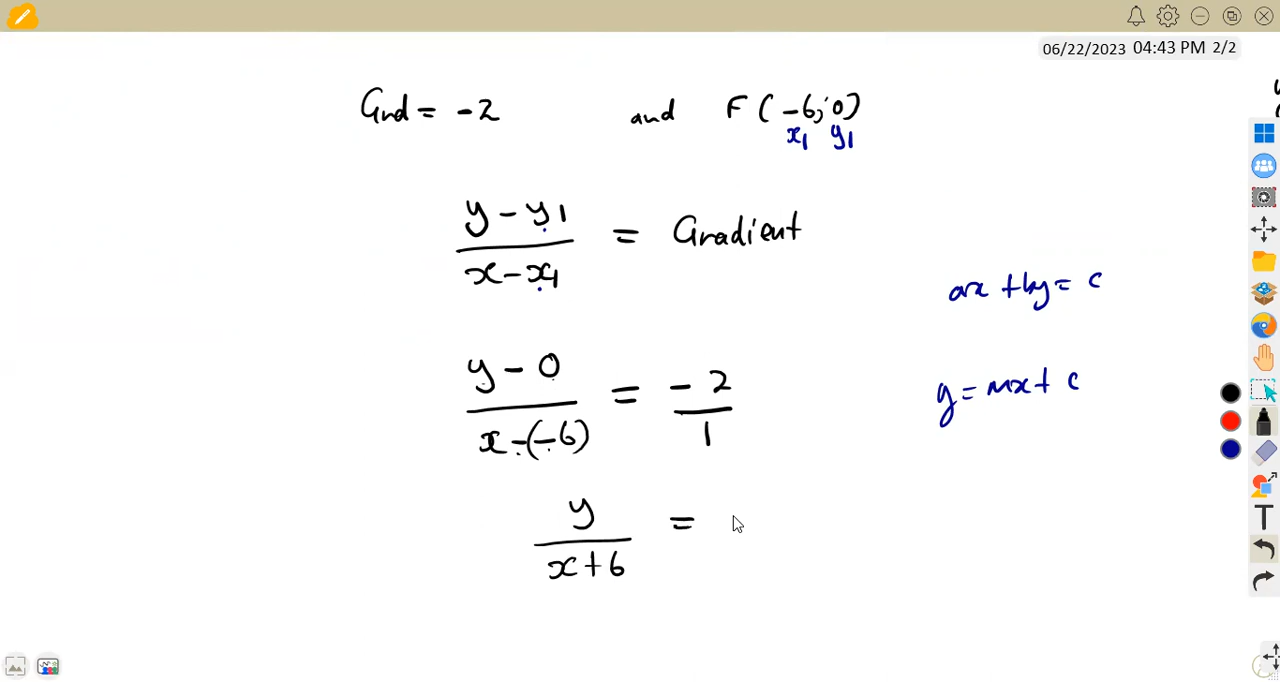 06/22/2023 04:43 PM 2/2
Grd = -2 and F (-6; 0)
x1 y1
y - y1
x - x1
= Gradient
ax + by = c
y - 0
x - (-6)
= -2
1
y = mx + c
y
x + 6
=
T